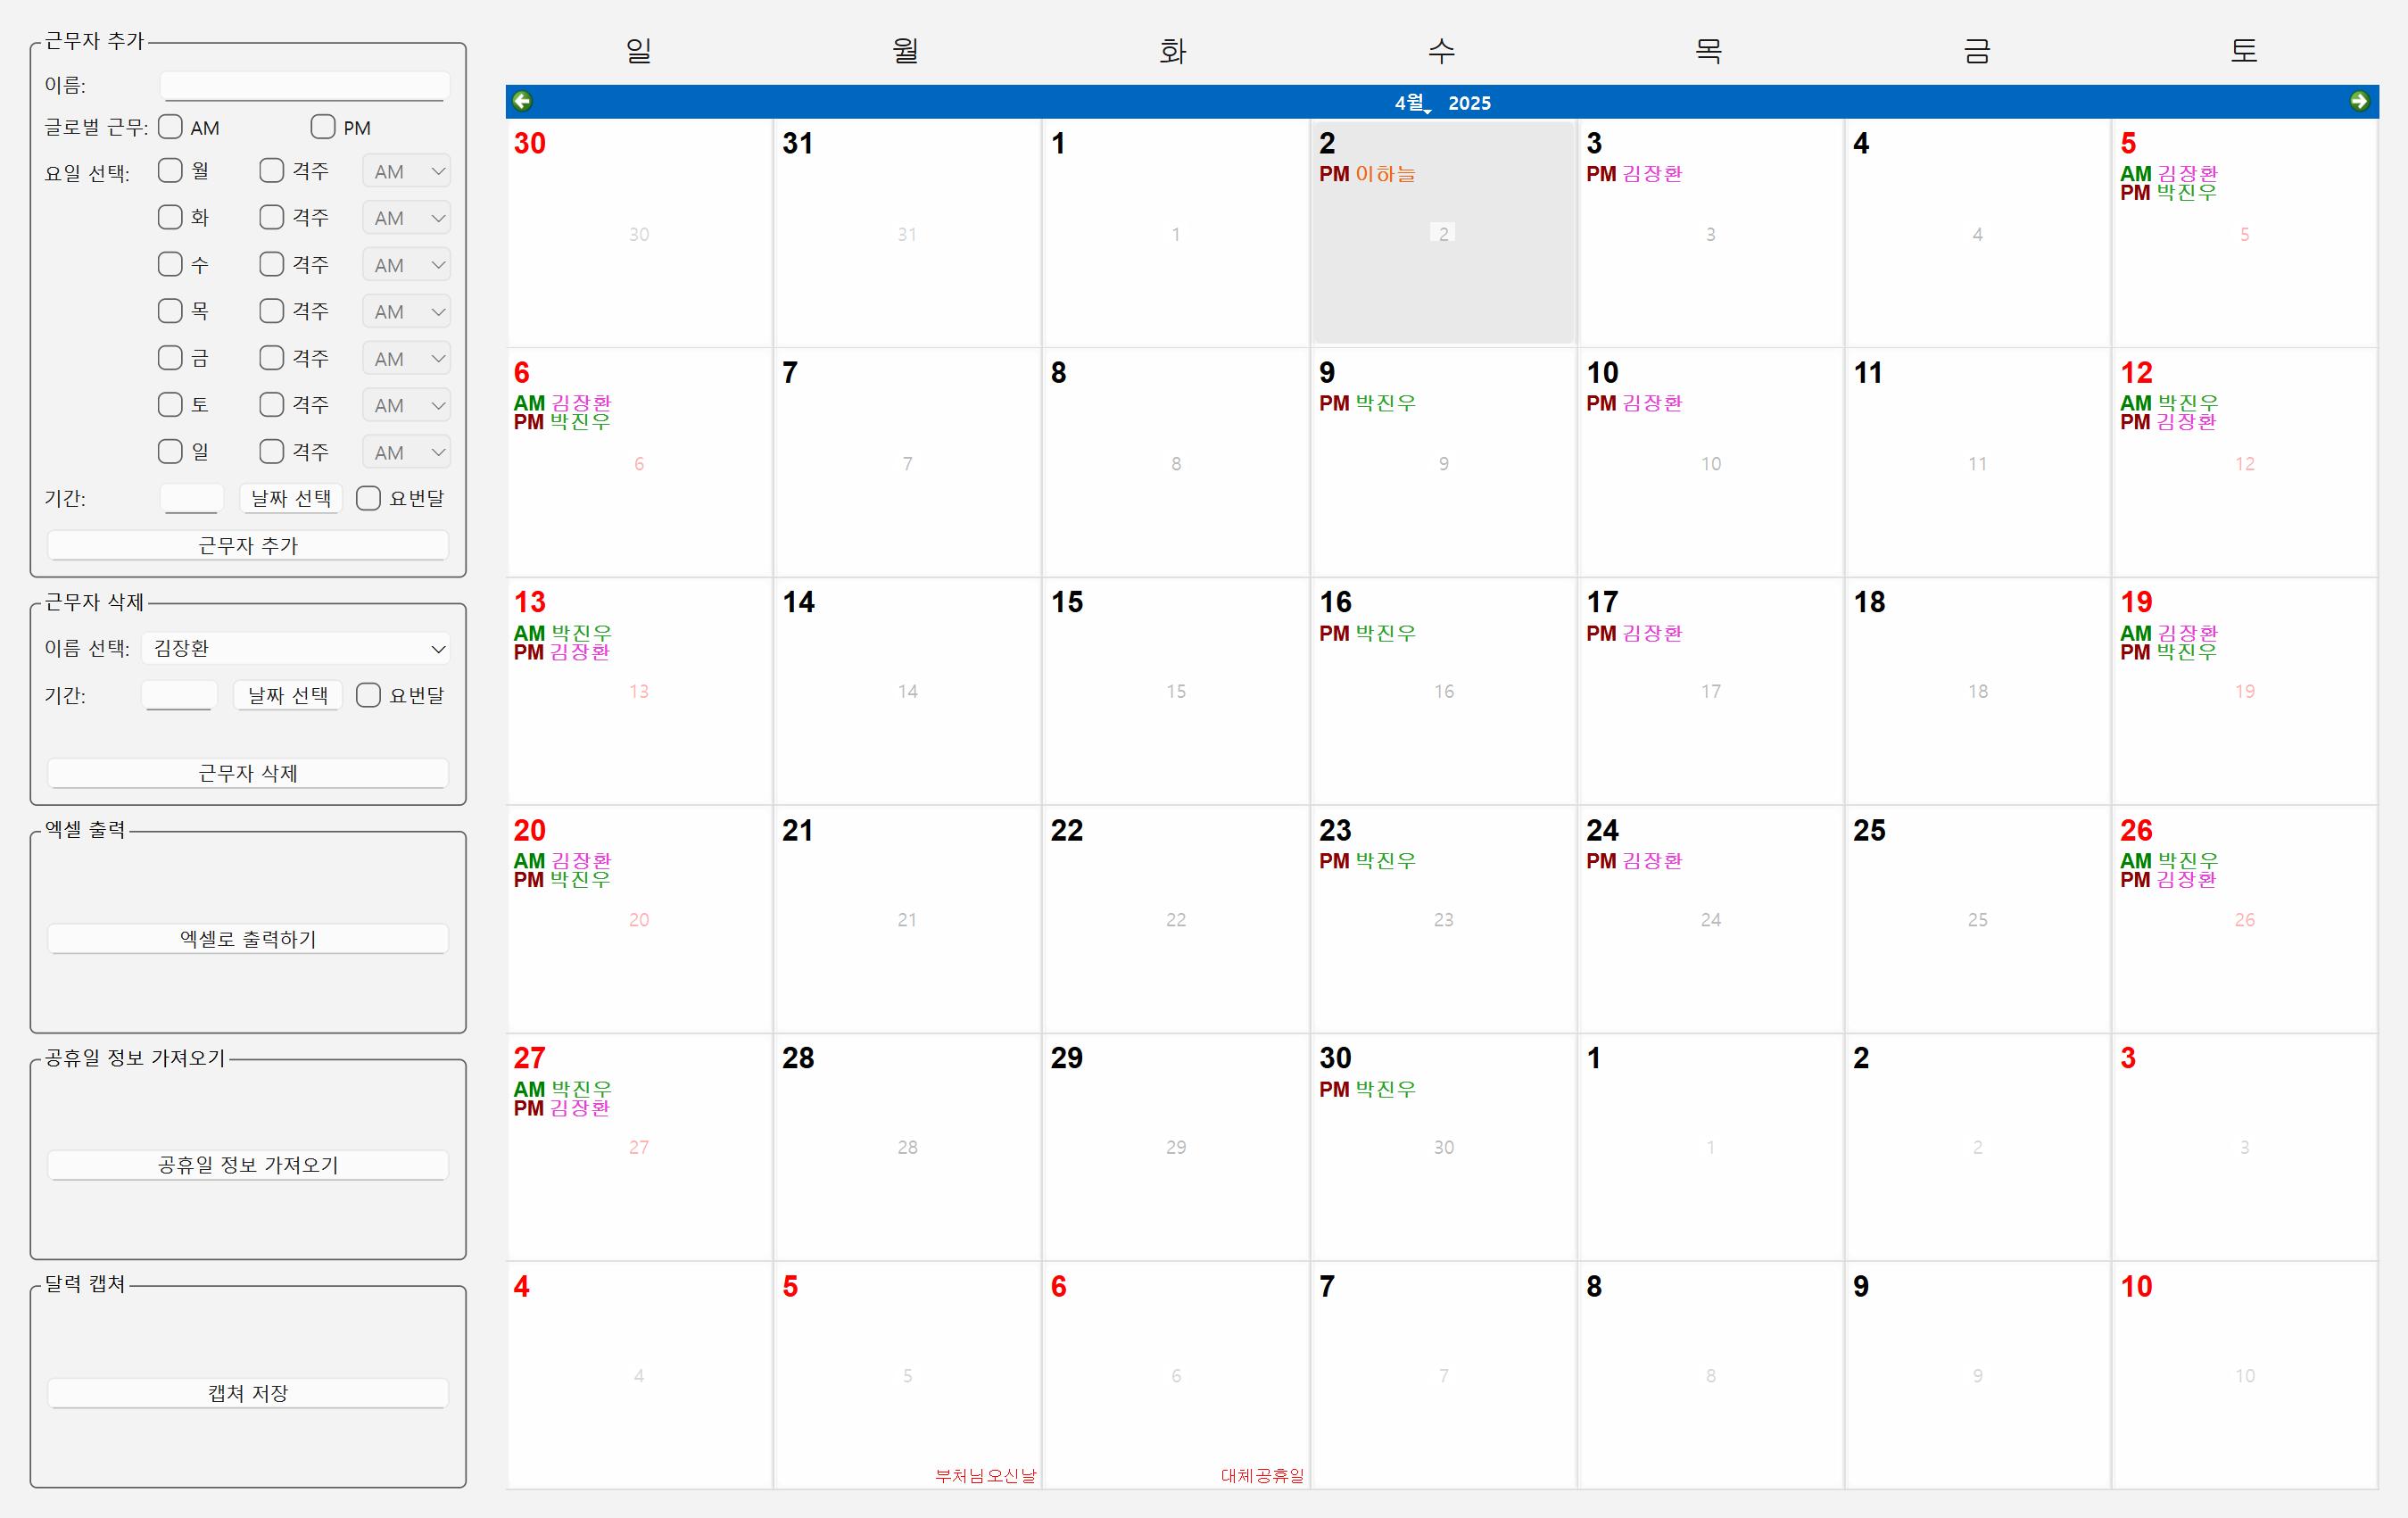 근무자 추가
이름:
글로벌 근무: AM PM
요일 선택: 월 격주 AM
화 격주 AM
수 격주 AM
목 격주 AM
금 격주 AM
토 격주 AM
일 격주 AM
기간: 날짜 선택 요번달
근무자 추가
근무자 삭제
이름 선택: 김장환
기간: 날짜 선택 요번달
근무자 삭제
엑셀 출력
엑셀로 출력하기
공휴일 정보 가져오기
공휴일 정보 가져오기
달력 캡쳐
캡쳐 저장
일 월 화 수 목 금 토
4월 2025
30 31 1 2 3 4 5
PM 이하늘 PM 김장환 AM 김장환
PM 박진우
30 31 1 2 3 4 5
6 7 8 9 10 11 12
AM 김장환 PM 박진우 PM 김장환 AM 박진우
PM 박진우 PM 김장환
6 7 8 9 10 11 12
13 14 15 16 17 18 19
AM 박진우 PM 박진우 PM 김장환 AM 김장환
PM 김장환 PM 박진우
13 14 15 16 17 18 19
20 21 22 23 24 25 26
AM 김장환 PM 박진우 PM 김장환 AM 박진우
PM 박진우 PM 김장환
20 21 22 23 24 25 26
27 28 29 30 1 2 3
AM 박진우 PM 박진우
PM 김장환
27 28 29 30 1 2 3
4 5 6 7 8 9 10
4 5 6 7 8 9 10
부처님오신날 대체공휴일